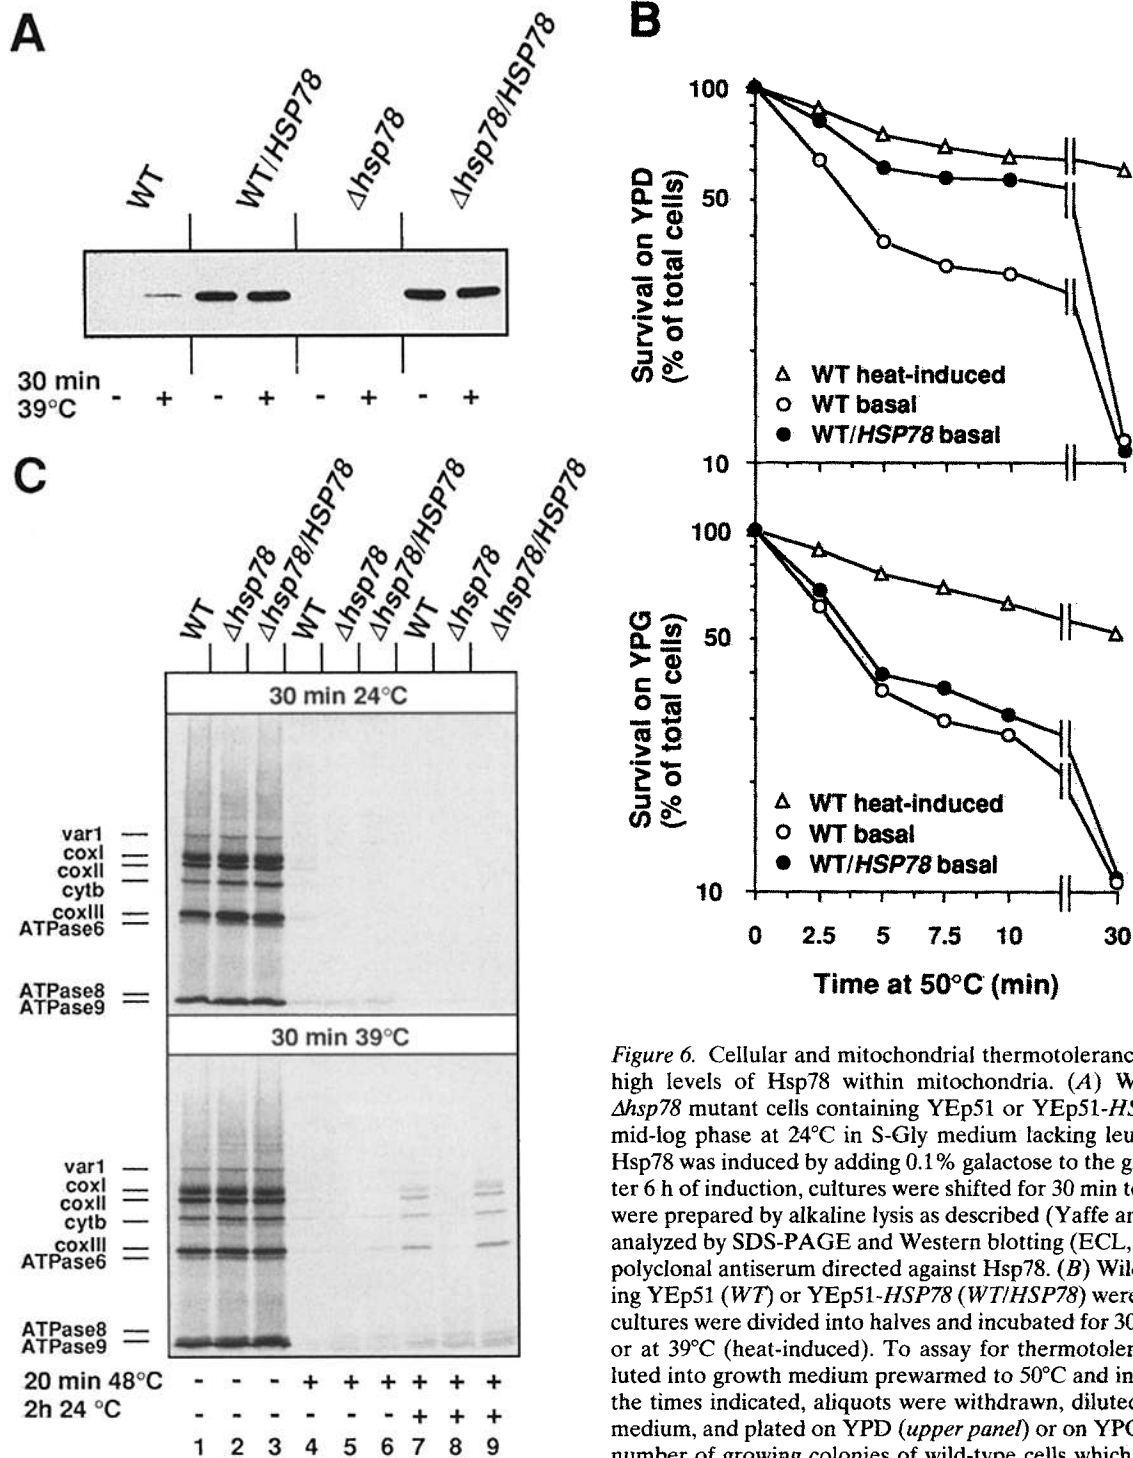 A
WT
WT/HSP78
Δhsp78
Δhsp78/HSP78
30 min
39°C
- + - + - + - +
B
100
50
10
Survival on YPD
(% of total cells)
WT heat-induced
WT basal
WT/HSP78 basal
100
50
10
Survival on YPG
(% of total cells)
WT heat-induced
WT basal
WT/HSP78 basal
0 2.5 5 7.5 10 30
Time at 50°C (min)
C
WT
Δhsp78
Δhsp78/HSP78
WT
Δhsp78
Δhsp78/HSP78
WT
Δhsp78
Δhsp78/HSP78
30 min 24°C
var1
coxI
coxII
cytb
coxIII
ATPase6
ATPase8
ATPase9
30 min 39°C
var1
coxI
coxII
cytb
coxIII
ATPase6
ATPase8
ATPase9
20 min 48°C - - - + + + + + +
2h 24 °C - - - - - - + + +
1 2 3 4 5 6 7 8 9
Figure 6. Cellular and mitochondrial
high levels of Hsp78 within mitochondria. (A)
Δhsp78 mutant cells containing YEp51 or
mid-log phase at 24°C in S-Gly medium lacking
Hsp78 was induced by adding 0.1% galactose to the
ter 6 h of induction, cultures were shifted for 30 min
were prepared by alkaline lysis as described (Yaffe
analyzed by SDS-PAGE and Western blotting (ECL,
polyclonal antiserum directed against Hsp78. (B)
ing YEp51 (WT) or YEp51-HSP78 (WT/HSP78) were
cultures were divided into halves and incubated for 30
or at 39°C (heat-induced). To assay for
luted into growth medium prewarmed to 50°C and
the times indicated, aliquots were withdrawn, diluted
medium, and plated on YPD (upper panel) or on
number of growing colonies of wild-type cells which